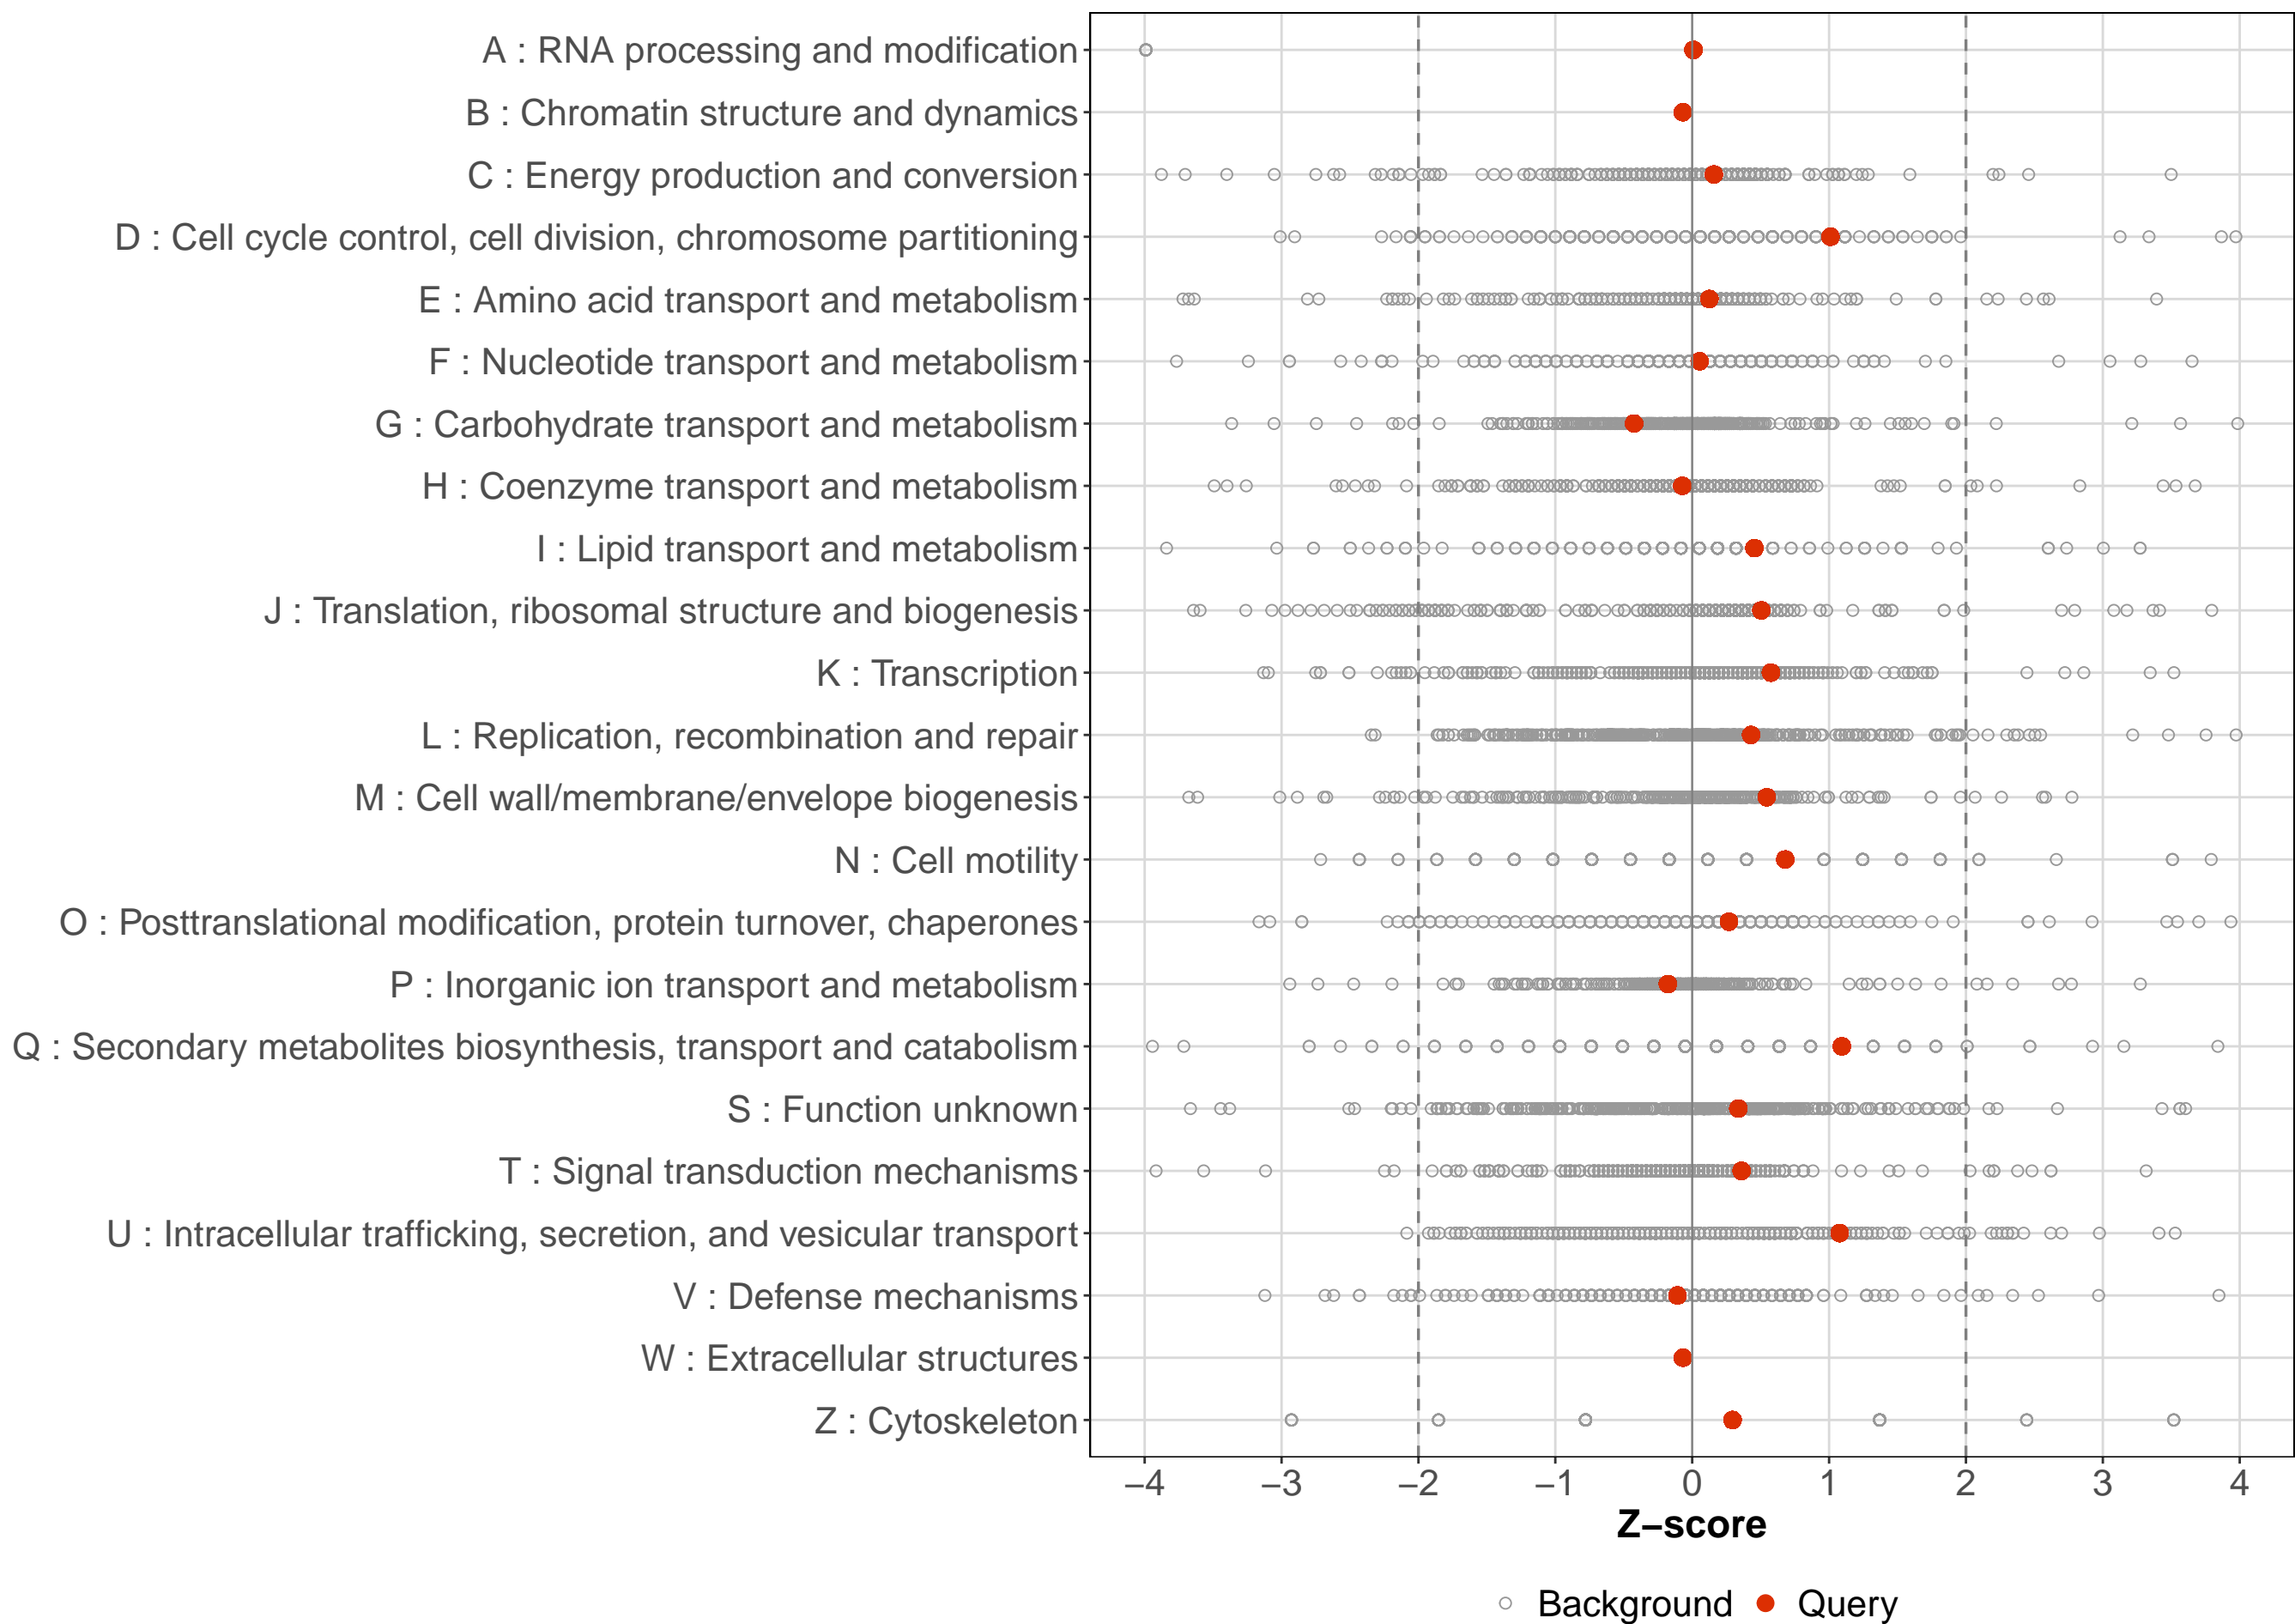 A : RNA processing and modification
B : Chromatin structure and dynamics
C : Energy production and conversion
D : Cell cycle control, cell division, chromosome partitioning
E : Amino acid transport and metabolism
F : Nucleotide transport and metabolism
G : Carbohydrate transport and metabolism
H : Coenzyme transport and metabolism
I : Lipid transport and metabolism
J : Translation, ribosomal structure and biogenesis
K : Transcription
L : Replication, recombination and repair
M : Cell wall/membrane/envelope biogenesis
N : Cell motility
O : Posttranslational modification, protein turnover, chaperones
P : Inorganic ion transport and metabolism
Q : Secondary metabolites biosynthesis, transport and catabolism
S : Function unknown
T : Signal transduction mechanisms
U : Intracellular trafficking, secretion, and vesicular transport
V : Defense mechanisms
W : Extracellular structures
Z : Cytoskeleton
−4 −3 −2 −1 0 1 2 3 4
Z−score
Background Query